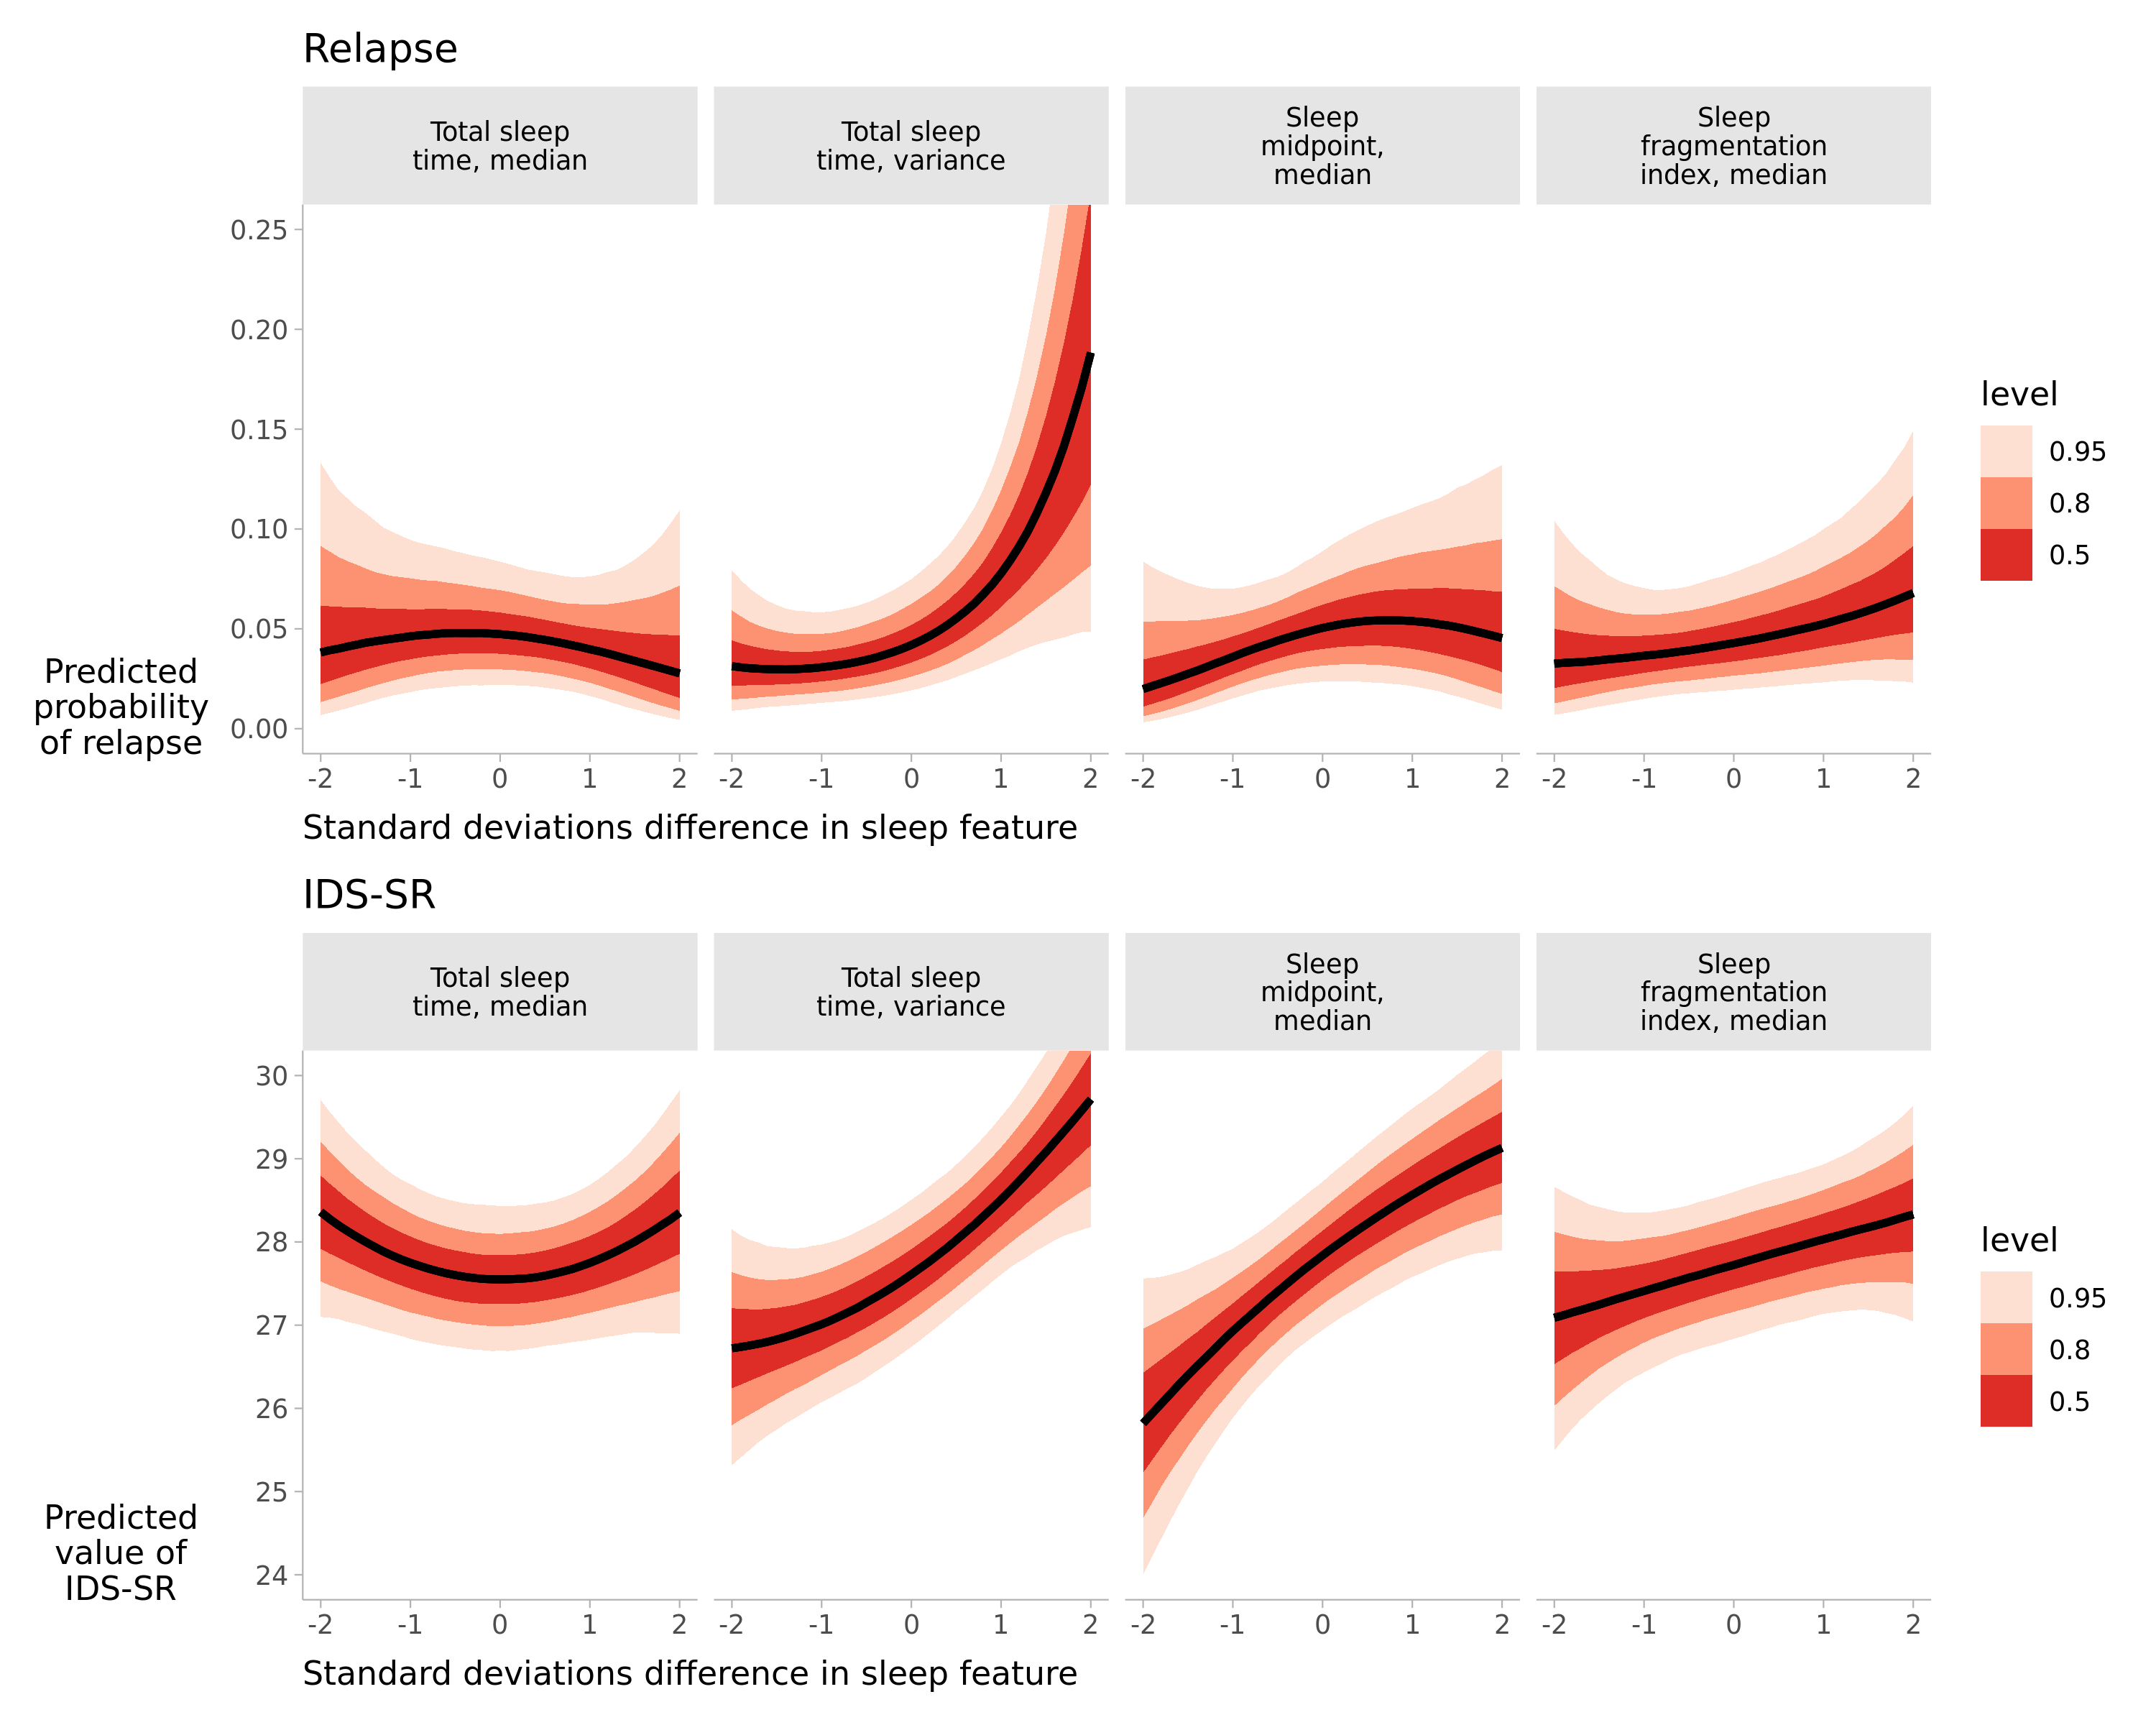 Relapse
Total sleep
time, median
Total sleep
time, variance
Sleep
midpoint,
median
Sleep
fragmentation
index, median
0.25
0.20
0.15
0.10
0.05
0.00
Predicted
probability
of relapse
-2 -1 0 1 2 -2 -1 0 1 2 -2 -1 0 1 2 -2 -1 0 1 2
Standard deviations difference in sleep feature
level
0.95
0.8
0.5
IDS-SR
Total sleep
time, median
Total sleep
time, variance
Sleep
midpoint,
median
Sleep
fragmentation
index, median
30
29
28
27
26
25
24
Predicted
value of
IDS-SR
-2 -1 0 1 2 -2 -1 0 1 2 -2 -1 0 1 2 -2 -1 0 1 2
Standard deviations difference in sleep feature
level
0.95
0.8
0.5